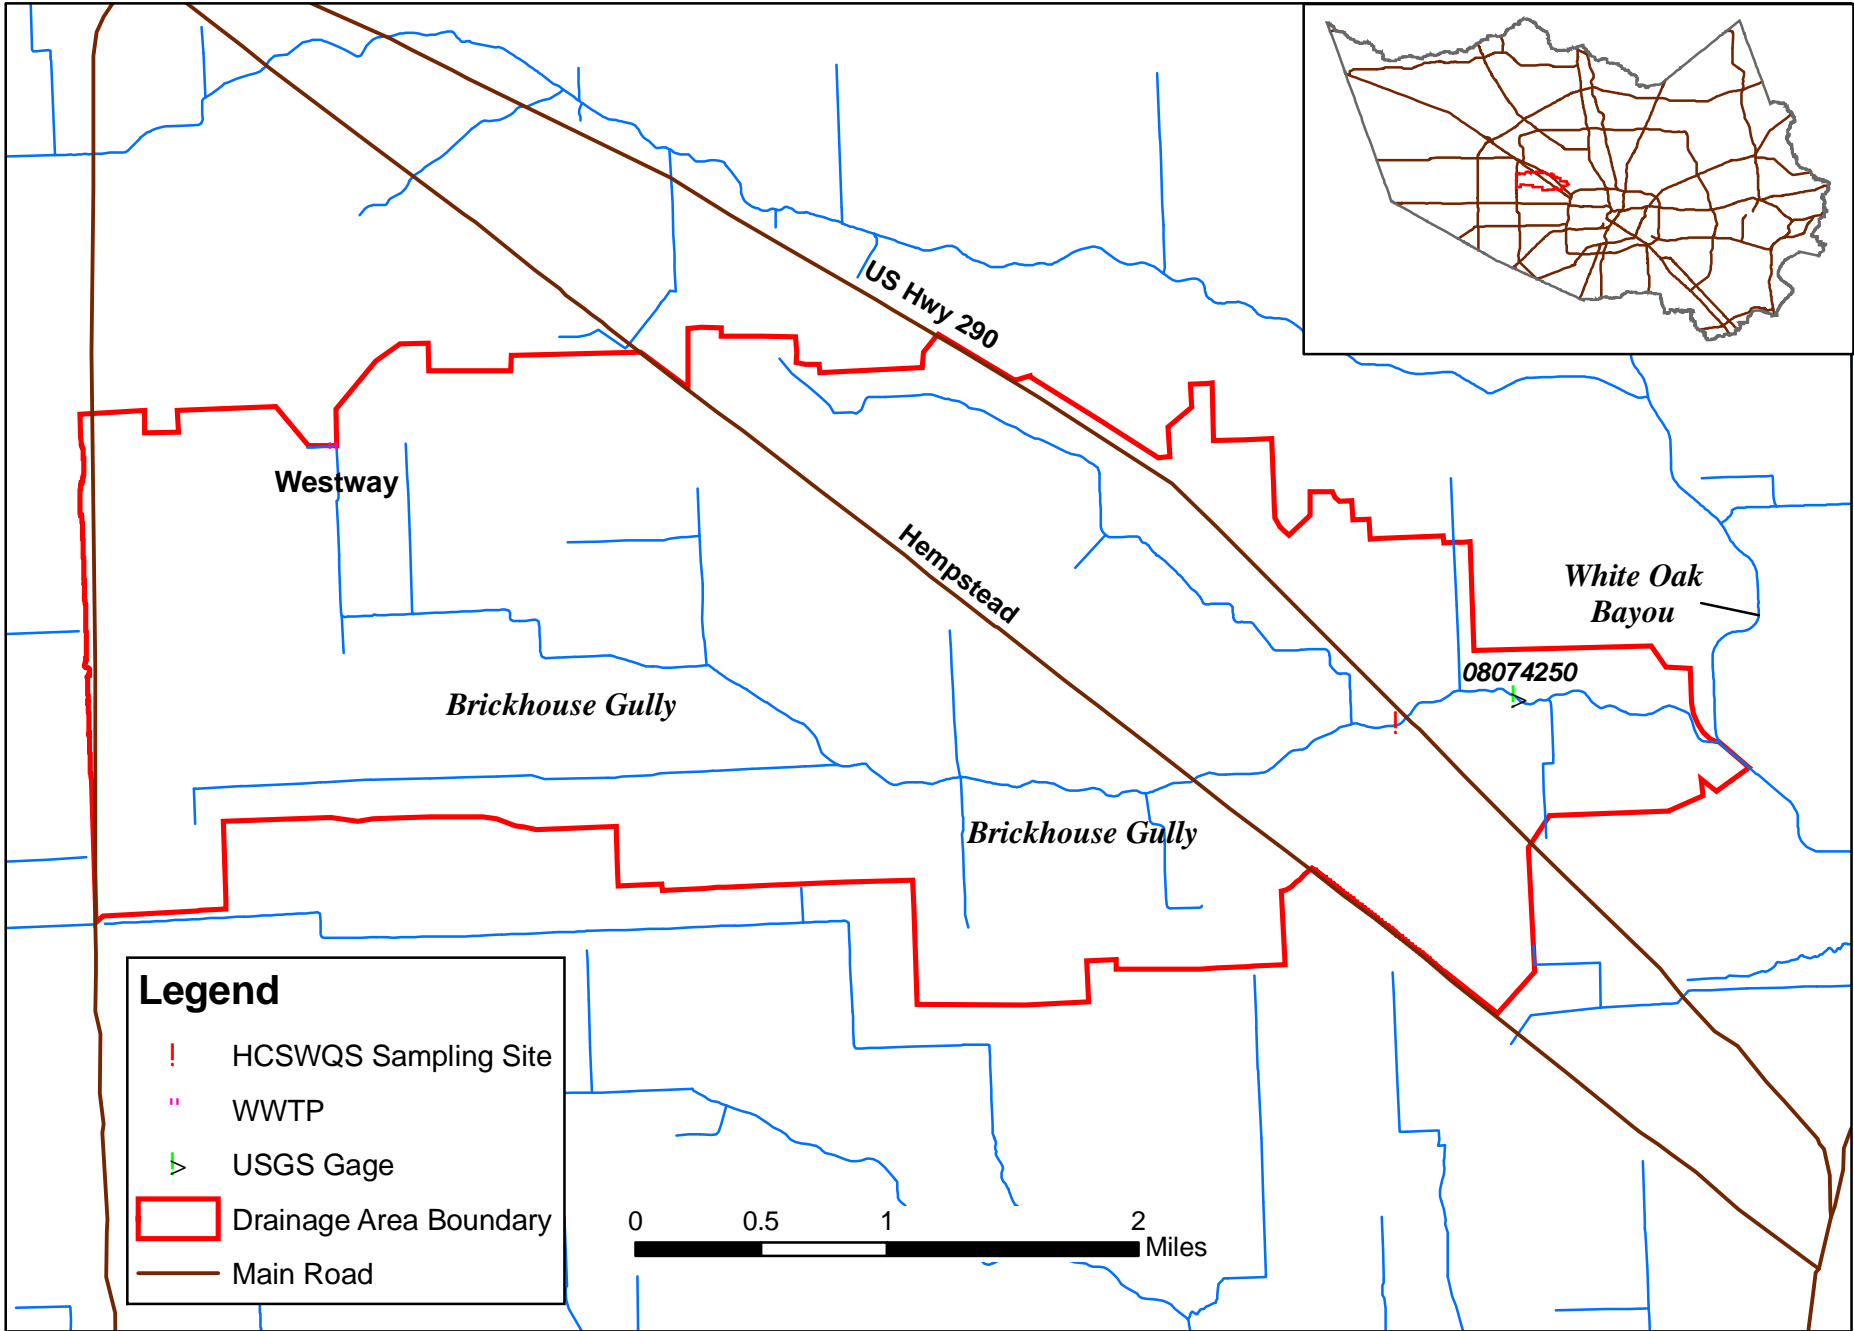 US Hwy 290
Westway
Hempstead
White Oak
Bayou
08074250
Brickhouse Gully
Brickhouse Gully
Legend
! HCSWQS Sampling Site
" WWTP
USGS Gage
Drainage Area Boundary
Main Road
0 0.5 1 2
Miles